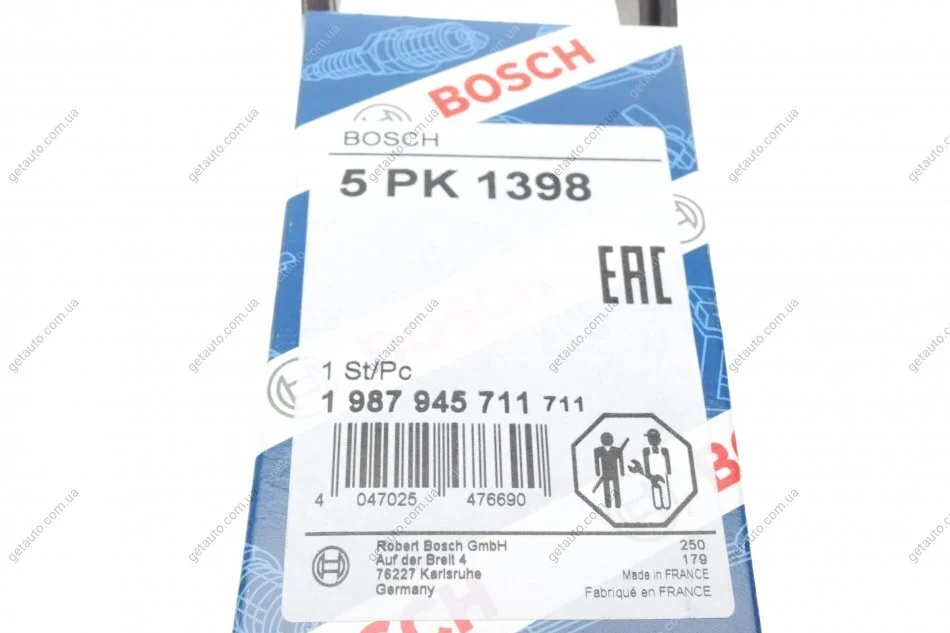 BOSCH
BOSCH
5 PK 1398
EAC
BOSCH
1 St/Pc
1 987 945 711 711
4 047025 476690
Robert Bosch GmbH
Auf der Breit 4
76227 Karlsruhe
Germany
250
179
Made in FRANCE
Fabriqué en FRANCE
BOSCH
getauto.com.ua